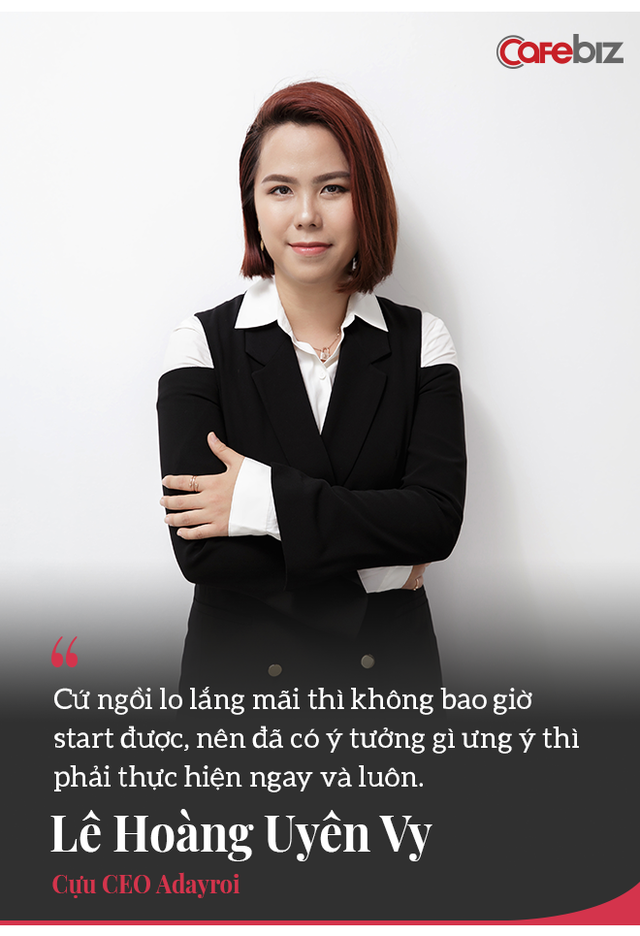 Cafebiz
“
Cứ ngồi lo lắng mãi thì không bao giờ
start được, nên đã có ý tưởng gì ưng ý thì
phải thực hiện ngay và luôn.
Lê Hoàng Uyên Vy
Cựu CEO Adayroi